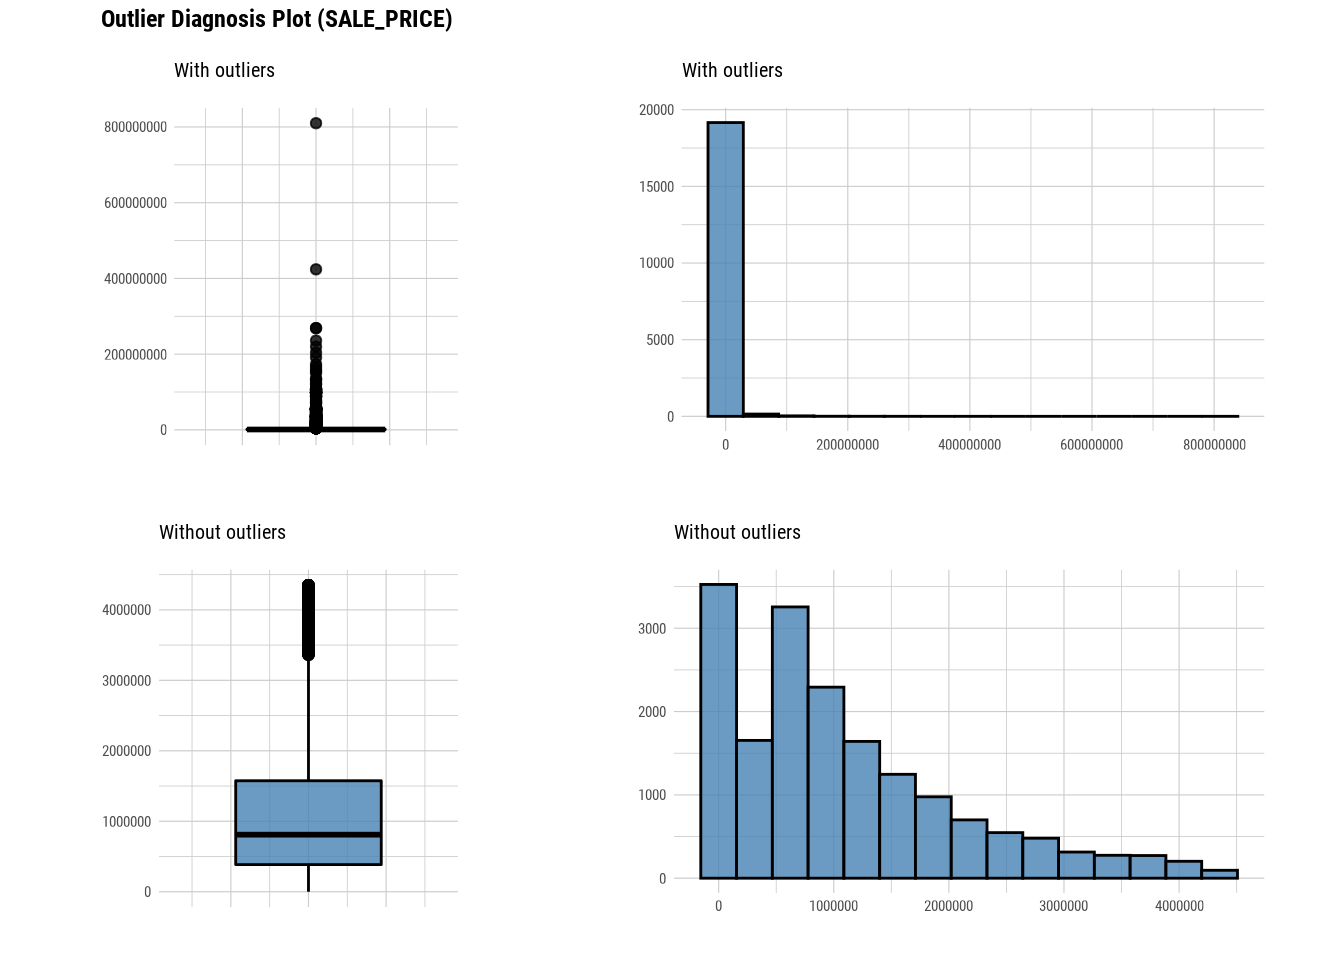 Outlier Diagnosis Plot (SALE_PRICE)
With outliers
800000000
600000000
400000000
200000000
0
With outliers
20000
15000
10000
5000
0
0 200000000 400000000 600000000 800000000
Without outliers
4000000
3000000
2000000
1000000
0
Without outliers
3000
2000
1000
0
0 1000000 2000000 3000000 4000000